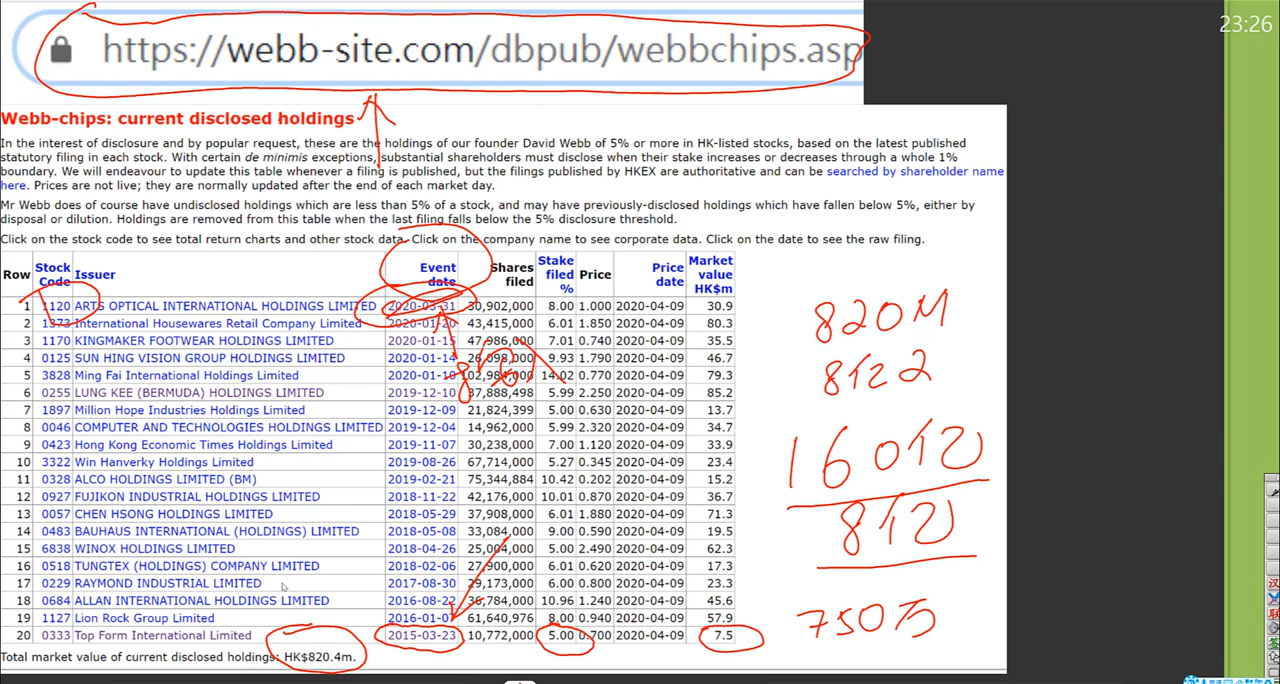 23:26
https://webb-site.com/dbpub/webbchips.asp
Webb-chips: current disclosed holdings
In the interest of disclosure and by popular request, these are the holdings of our founder David Webb of 5% or more in HK-listed stocks, based on the latest published
statutory filing in each stock. With certain de minimis exceptions, substantial shareholders must disclose when their stake increases or decreases through a whole 1%
boundary. We will endeavour to update this table whenever a filing is published, but the filings published by HKEX are authoritative and can be searched by shareholder name
here. Prices are not live; they are normally updated after the end of each market day.
Mr Webb does of course have undisclosed holdings which are less than 5% of a stock, and may have previously-disclosed holdings which have fallen below 5%, either by
disposal or dilution. Holdings are removed from this table when the last filing falls below the 5% disclosure threshold.
Click on the stock code to see total return charts and other stock data. Click on the company name to see corporate data. Click on the date to see the raw filing.
Row Stock Code Issuer Event date Shares filed Stake filed % Price Price date Market value HK$m
1 1120 ARTS OPTICAL INTERNATIONAL HOLDINGS LIMITED 2020-03-31 30,902,000 8.00 1.000 2020-04-09 30.9
2 1373 International Housewares Retail Company Limited 2020-01-20 43,415,000 6.01 1.850 2020-04-09 80.3
3 1170 KINGMAKER FOOTWEAR HOLDINGS LIMITED 2020-01-15 47,986,000 7.01 0.740 2020-04-09 35.5
4 0125 SUN HING VISION GROUP HOLDINGS LIMITED 2020-01-14 26,098,000 9.93 1.790 2020-04-09 46.7
5 3828 Ming Fai International Holdings Limited 2020-01-10 102,984,000 14.02 0.770 2020-04-09 79.3
6 0255 LUNG KEE (BERMUDA) HOLDINGS LIMITED 2019-12-10 37,888,498 5.99 2.250 2020-04-09 85.2
7 1897 Million Hope Industries Holdings Limited 2019-12-09 21,824,399 5.00 0.630 2020-04-09 13.7
8 0046 COMPUTER AND TECHNOLOGIES HOLDINGS LIMITED 2019-12-04 14,962,000 5.99 2.320 2020-04-09 34.7
9 0423 Hong Kong Economic Times Holdings Limited 2019-11-07 30,238,000 7.00 1.120 2020-04-09 33.9
10 3322 Win Hanverky Holdings Limited 2019-08-26 67,714,000 5.27 0.345 2020-04-09 23.4
11 0328 ALCO HOLDINGS LIMITED (BM) 2019-02-21 75,344,884 10.42 0.202 2020-04-09 15.2
12 0927 FUJIKON INDUSTRIAL HOLDINGS LIMITED 2018-11-22 42,176,000 10.01 0.870 2020-04-09 36.7
13 0057 CHEN HSONG HOLDINGS LIMITED 2018-05-29 37,908,000 6.01 1.880 2020-04-09 71.3
14 0483 BAUHAUS INTERNATIONAL (HOLDINGS) LIMITED 2018-05-08 33,084,000 9.00 0.590 2020-04-09 19.5
15 6838 WINOX HOLDINGS LIMITED 2018-04-26 25,004,000 5.00 2.490 2020-04-09 62.3
16 0518 TUNGTEX (HOLDINGS) COMPANY LIMITED 2018-02-06 27,900,000 6.01 0.620 2020-04-09 17.3
17 0229 RAYMOND INDUSTRIAL LIMITED 2017-08-30 29,173,000 6.00 0.800 2020-04-09 23.3
18 0684 ALLAN INTERNATIONAL HOLDINGS LIMITED 2016-08-22 36,784,000 10.96 1.240 2020-04-09 45.6
19 1127 Lion Rock Group Limited 2016-01-07 61,640,976 8.00 0.940 2020-04-09 57.9
20 0333 Top Form International Limited 2015-03-23 10,772,000 5.00 0.700 2020-04-09 7.5
Total market value of current disclosed holdings: HK$820.4m.
820M
8亿2
160亿
8亿
750万